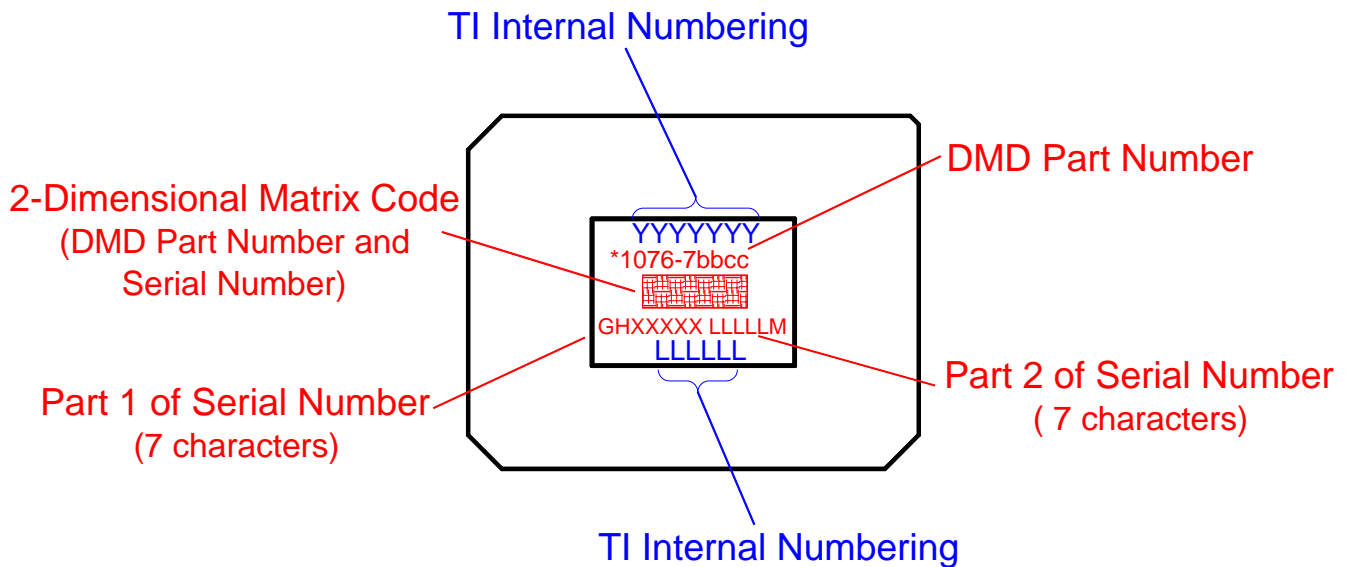 TI Internal Numbering
DMD Part Number
2-Dimensional Matrix Code
(DMD Part Number and
Serial Number)
YYYYYYY
*1076-7bbcc
GHXXXXX LLLLLM
LLLLLL
Part 1 of Serial Number
(7 characters)
Part 2 of Serial Number
( 7 characters)
TI Internal Numbering